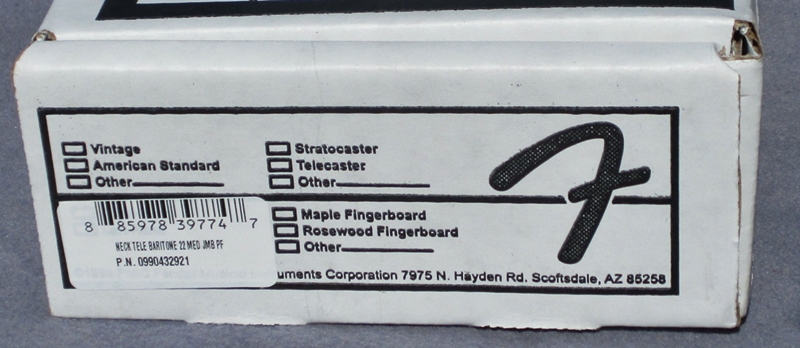 Vintage
American Standard
Other
Stratocaster
Telecaster
Other
8 85978 39774 7
NECK TELE BARITONE 22 MED JMB PF
P.N. 0990432921
Maple Fingerboard
Rosewood Fingerboard
Other
uments Corporation 7975 N. Hayden Rd. Scottsdale, AZ 85258